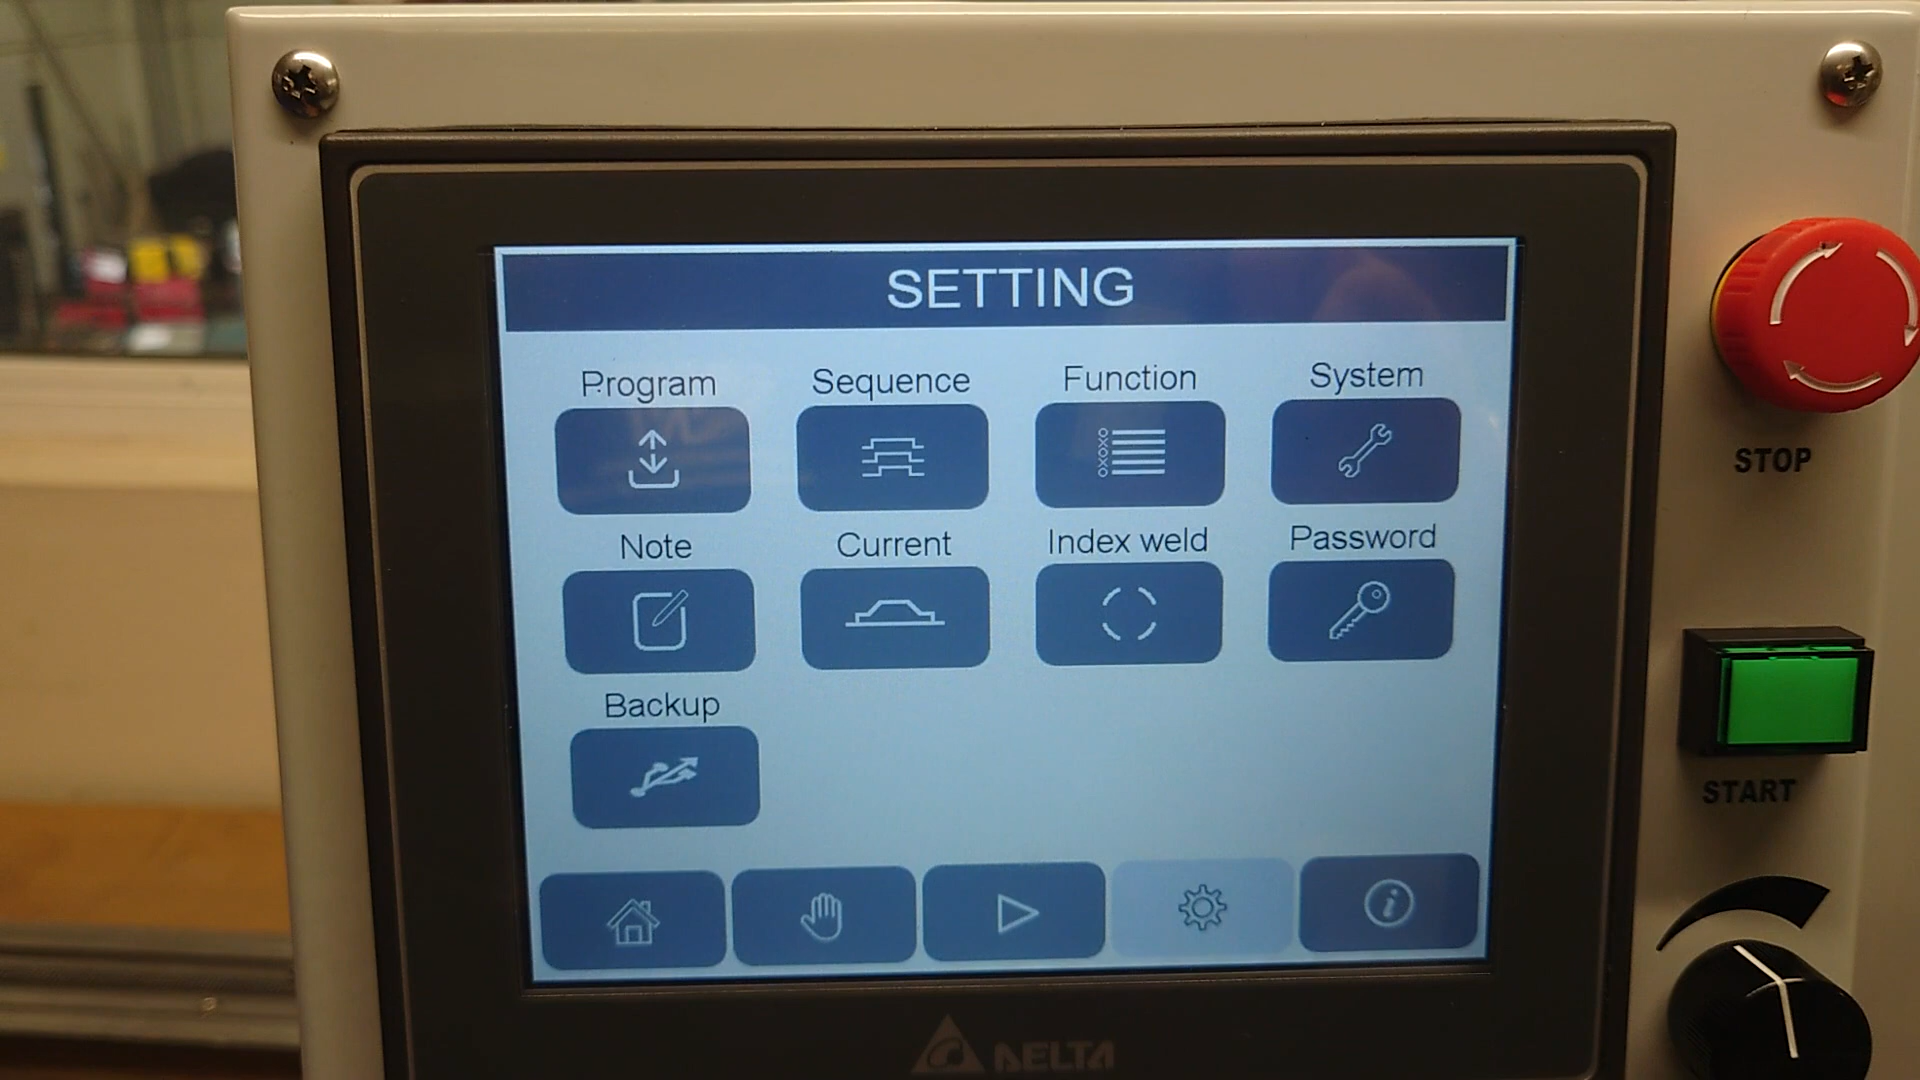 SETTING
Program Sequence Function System
Note Current Index weld Password
Backup
STOP
START
DELTA